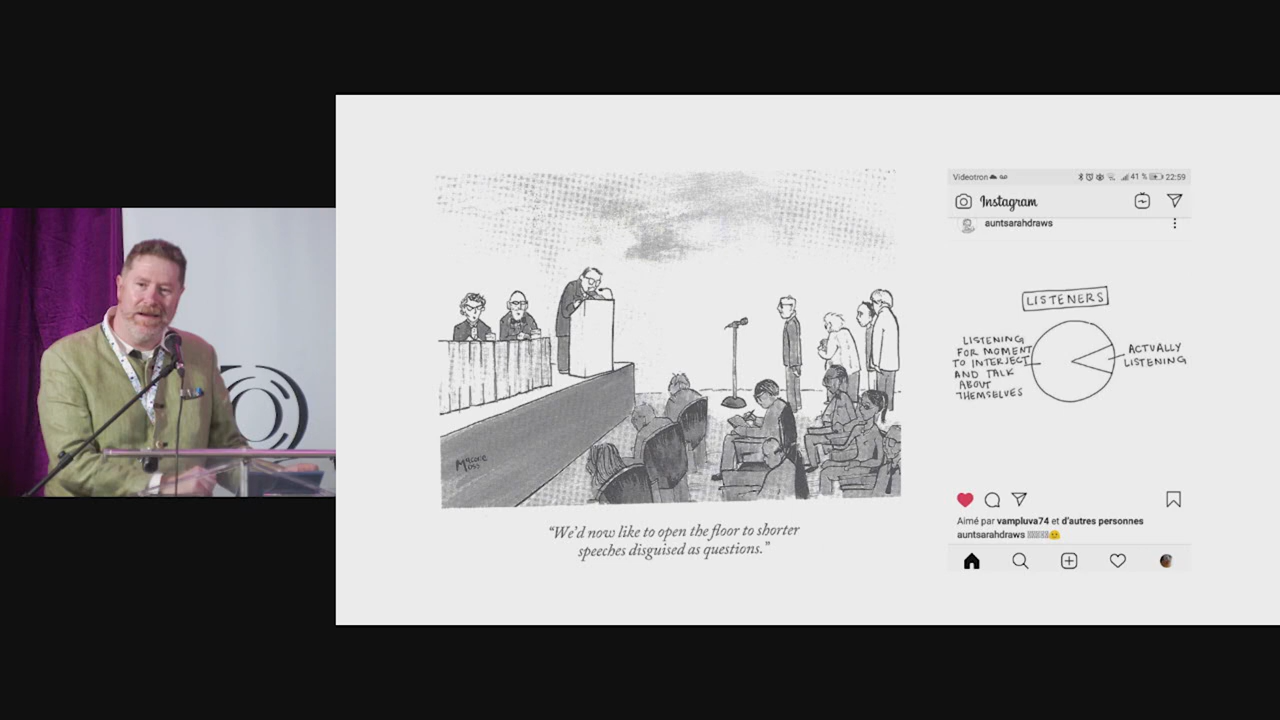 "We'd now like to open the floor to shorter
speeches disguised as questions."
Videotron
41 %
22:59
Instagram
auntsarahdraws
LISTENERS
LISTENING
FOR MOMENT
TO INTERJECT
AND TALK
ABOUT
THEMSELVES
ACTUALLY
LISTENING
Aimé par vampluva74 et d'autres personnes
auntsarahdraws